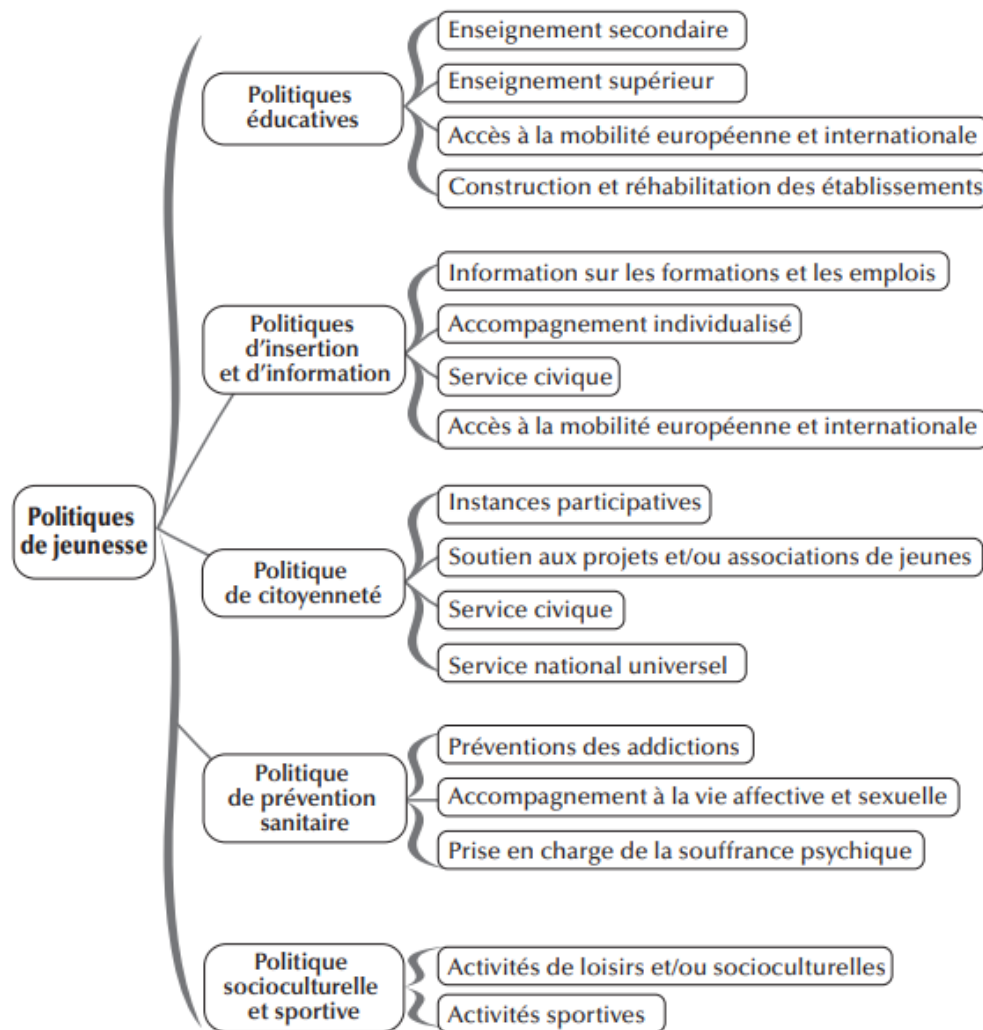 Politiques
de jeunesse
Politiques
éducatives
Enseignement secondaire
Enseignement supérieur
Accès à la mobilité européenne et internationale
Construction et réhabilitation des établissements
Politiques
d'insertion
et d'information
Information sur les formations et les emplois
Accompagnement individualisé
Service civique
Accès à la mobilité européenne et internationale
Politique
de citoyenneté
Instances participatives
Soutien aux projets et/ou associations de jeunes
Service civique
Service national universel
Politique
de prévention
sanitaire
Préventions des addictions
Accompagnement à la vie affective et sexuelle
Prise en charge de la souffrance psychique
Politique
socioculturelle
et sportive
Activités de loisirs et/ou socioculturelles
Activités sportives